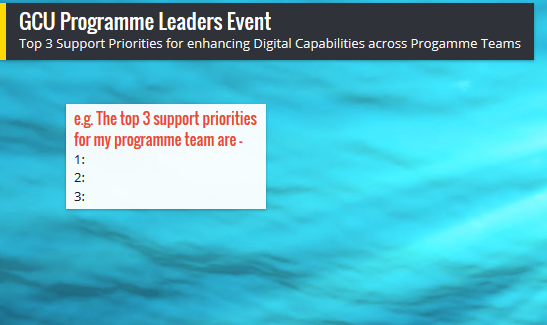 GCU Programme Leaders Event
Top 3 Support Priorities for enhancing Digital Capabilities across Progamme Teams
e.g. The top 3 support priorities
for my programme team are -
1:
2:
3: